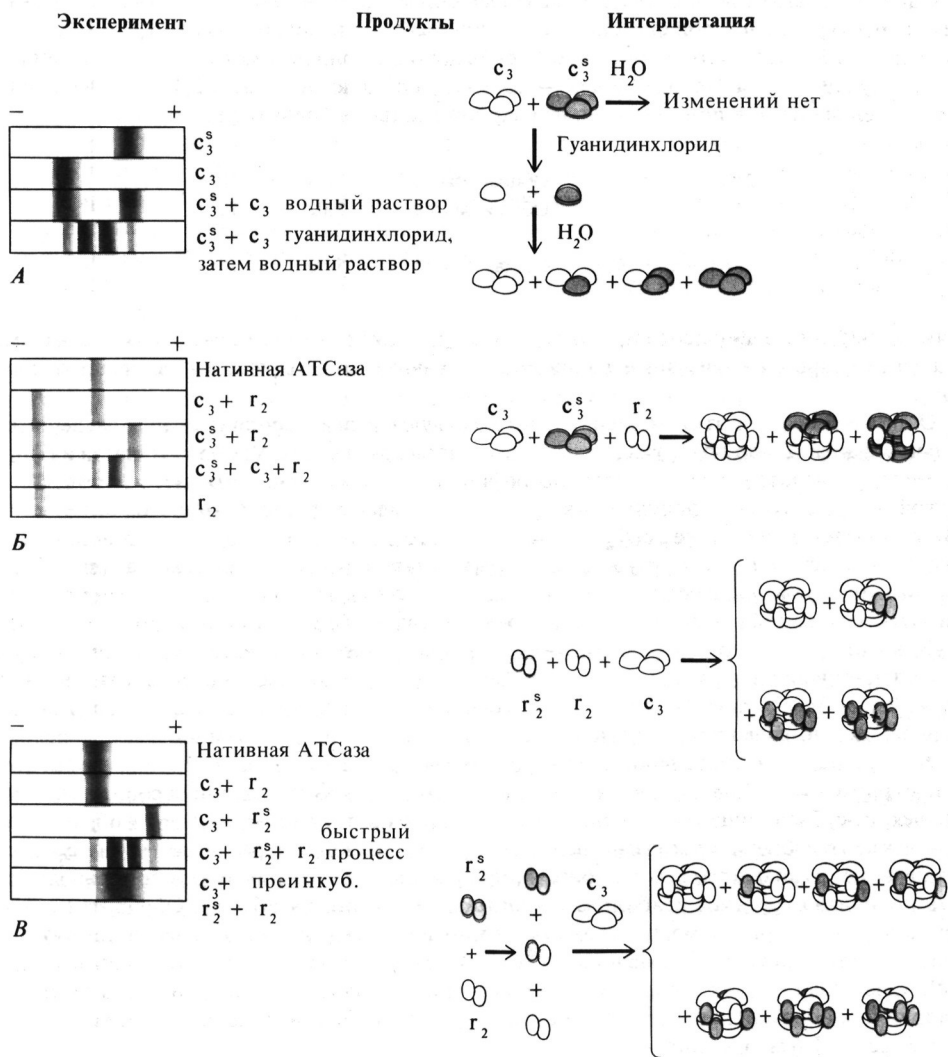 Эксперимент Продукты Интерпретация
c₃ c₃ˢ H₂O
+ → Изменений нет
− +
c₃ˢ
Гуанидинхлорид
c₃
+
c₃ˢ + c₃ водный раствор
H₂O
c₃ˢ + c₃ гуанидинхлорид,
затем водный раствор
А
+ + +
− +
Нативная АТСаза
c₃ + r₂
c₃ c₃ˢ r₂
c₃ˢ + r₂
+ + → + +
c₃ˢ + c₃ + r₂
r₂
Б
+
+ + →
r₂ˢ r₂ c₃
+ +
− +
Нативная АТСаза
c₃+ r₂
c₃+ r₂ˢ
быстрый
c₃+ r₂ˢ+ r₂ процесс
c₃+ преинкуб.
r₂ˢ + r₂
В
r₂ˢ c₃
+ + + +
+ → →
+
r₂
+ + +